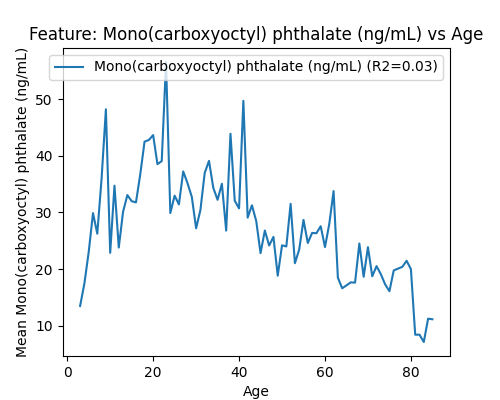 Feature: Mono(carboxyoctyl) phthalate (ng/mL) vs Age
Mono(carboxyoctyl) phthalate (ng/mL) (R2=0.03)
Mean Mono(carboxyoctyl) phthalate (ng/mL)
50
40
30
20
10
0 20 40 60 80
Age